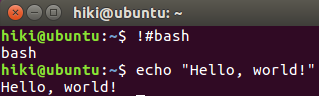 hiki@ubuntu: ~
hiki@ubuntu:~$ !#bash
bash
hiki@ubuntu:~$ echo "Hello, world!"
Hello, world!